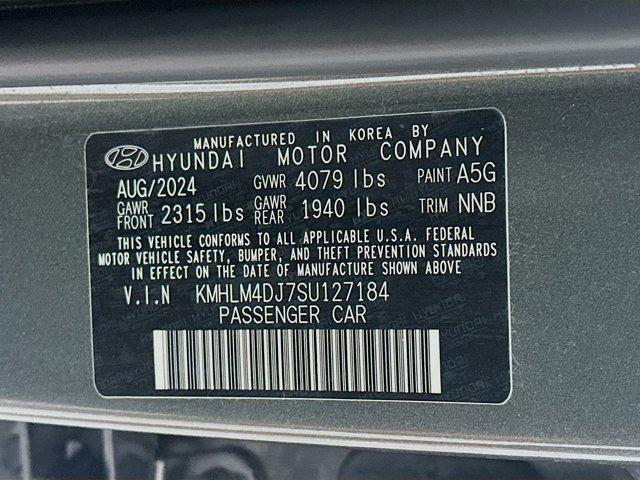 MANUFACTURED IN KOREA BY
HYUNDAI MOTOR COMPANY
AUG/2024 GVWR 4079 lbs PAINT A5G
GAWR FRONT 2315 lbs GAWR REAR 1940 lbs TRIM NNB
THIS VEHICLE CONFORMS TO ALL APPLICABLE U.S.A. FEDERAL
MOTOR VEHICLE SAFETY, BUMPER, AND THEFT PREVENTION STANDARDS
IN EFFECT ON THE DATE OF MANUFACTURE SHOWN ABOVE
V.I.N KMHLM4DJ7SU127184
PASSENGER CAR